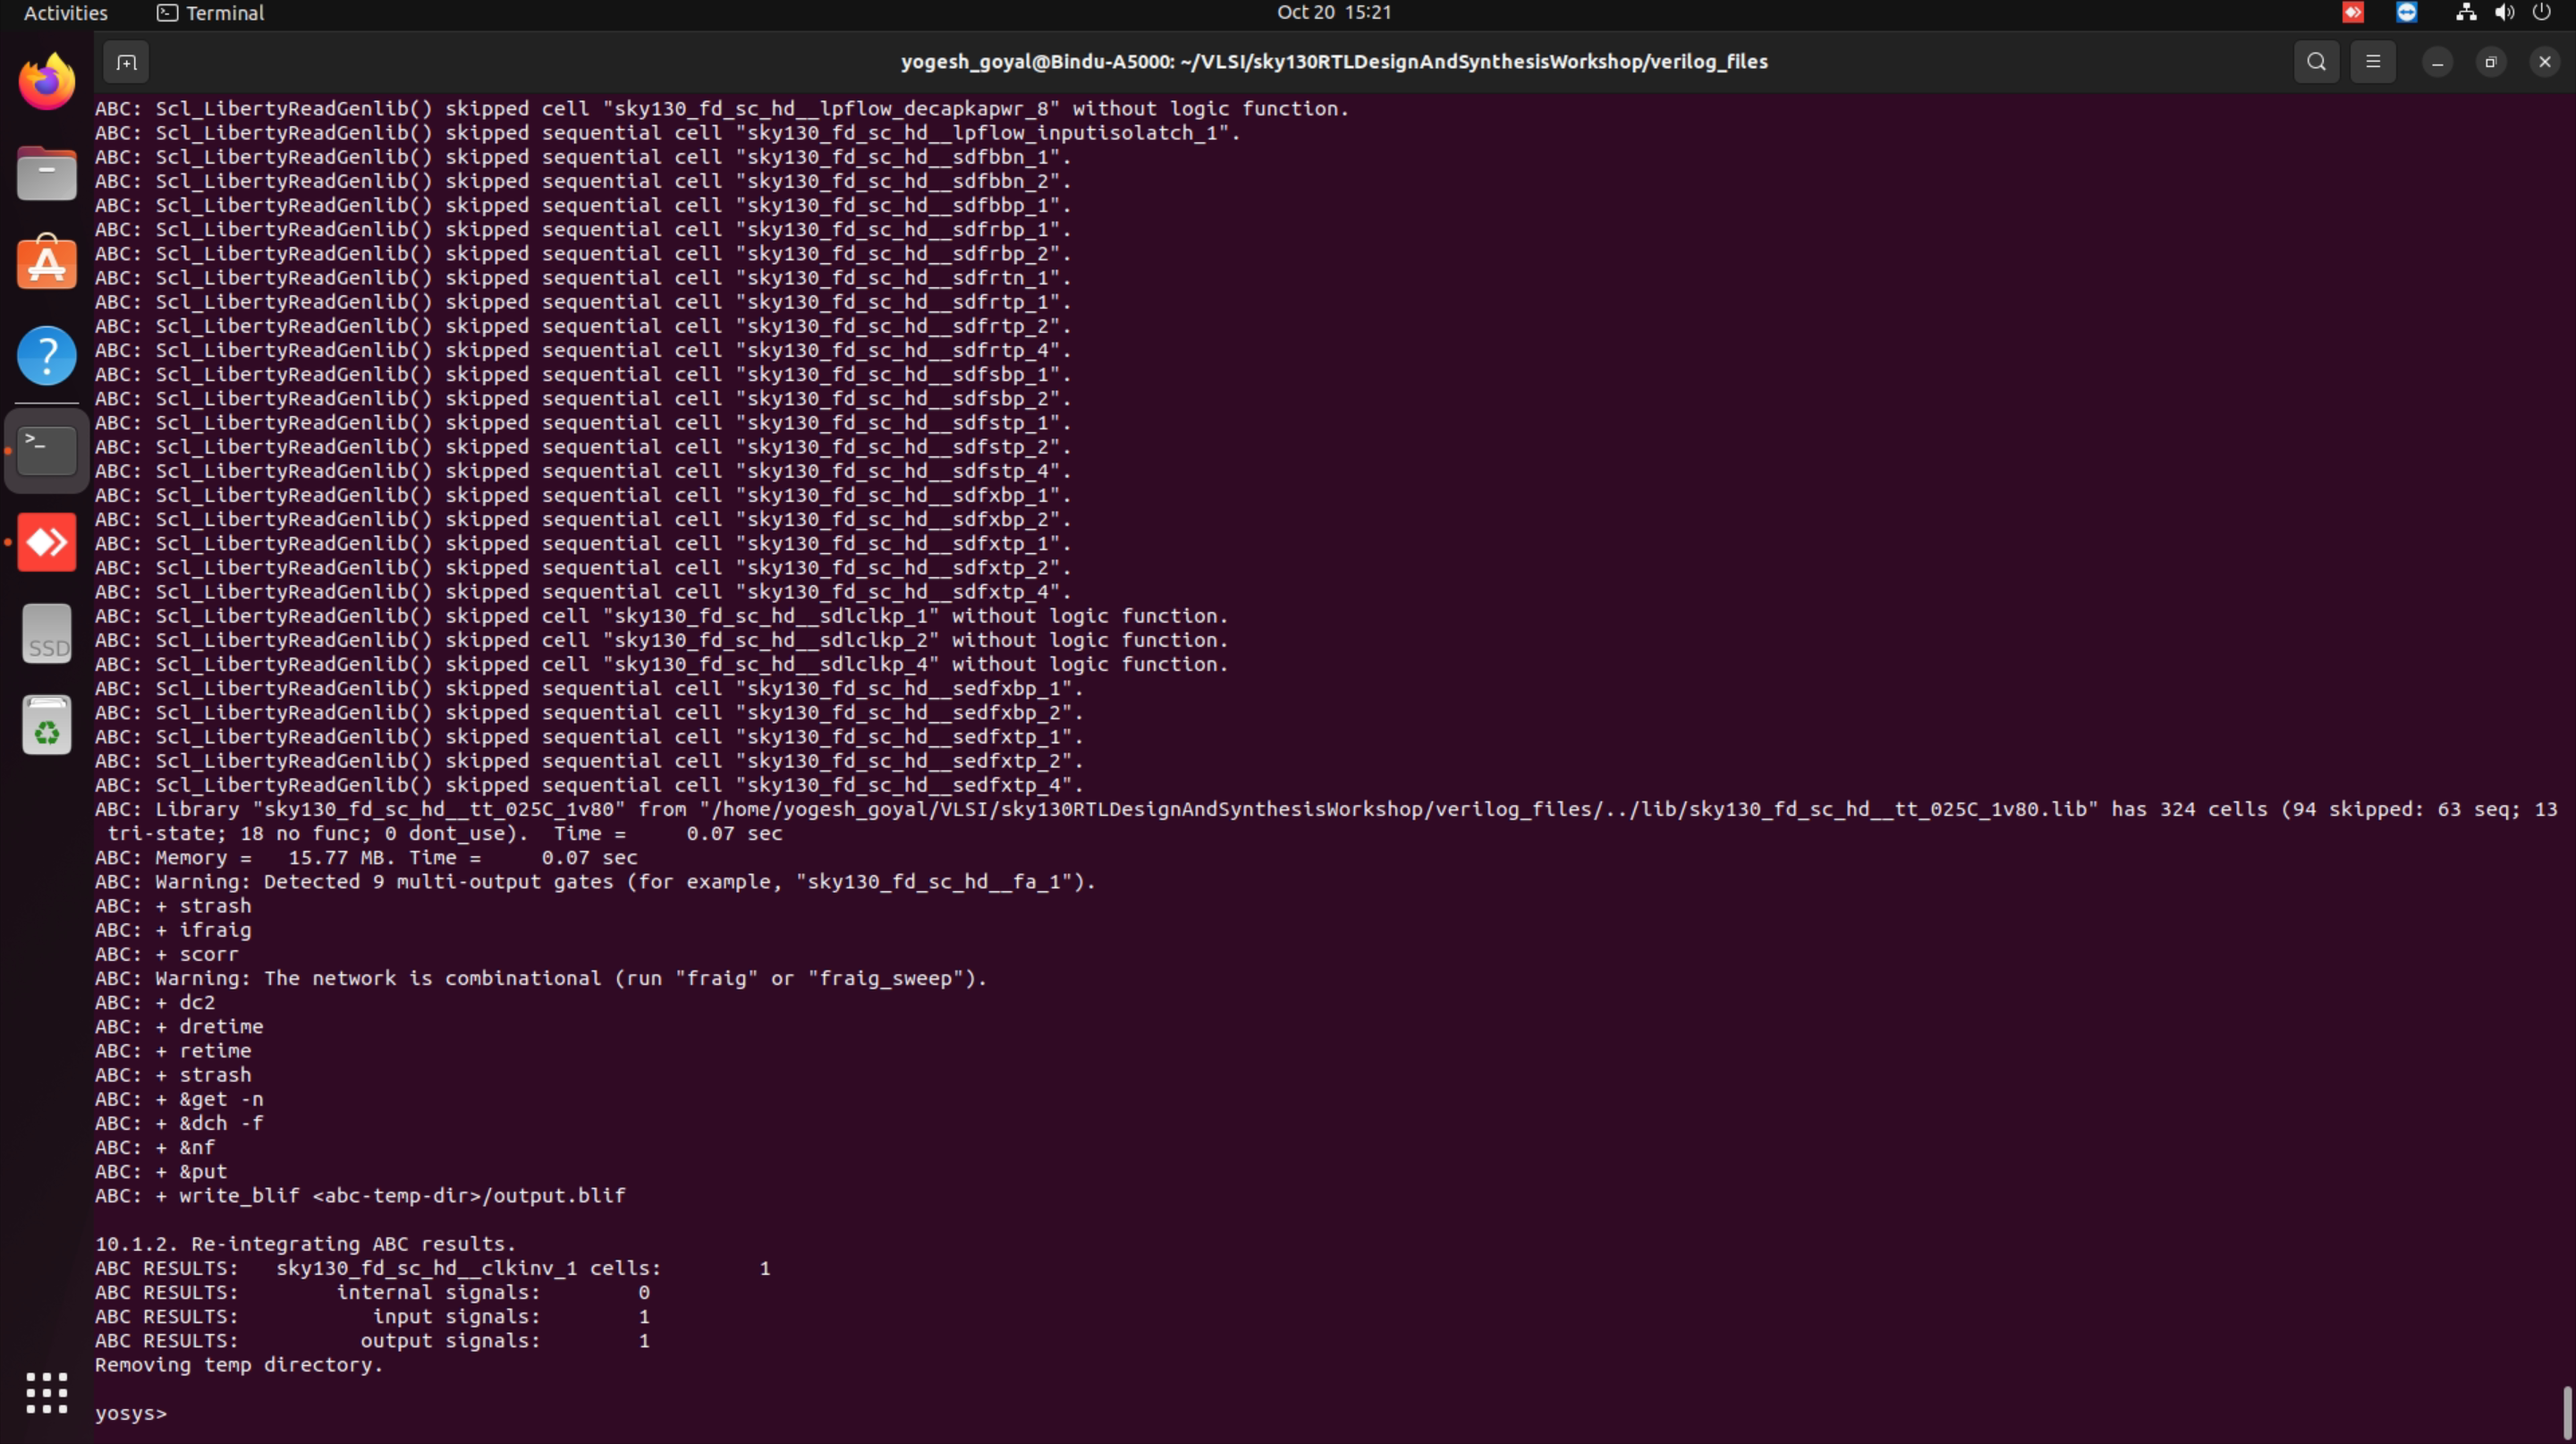 Activities Terminal Oct 20 15:21
yogesh_goyal@Bindu-A5000: ~/VLSI/sky130RTLDesignAndSynthesisWorkshop/verilog_files
ABC: Scl_LibertyReadGenlib() skipped cell "sky130_fd_sc_hd__lpflow_decapkapwr_8" without logic function.
ABC: Scl_LibertyReadGenlib() skipped sequential cell "sky130_fd_sc_hd__lpflow_inputisolatch_1".
ABC: Scl_LibertyReadGenlib() skipped sequential cell "sky130_fd_sc_hd__sdfbbn_1".
ABC: Scl_LibertyReadGenlib() skipped sequential cell "sky130_fd_sc_hd__sdfbbn_2".
ABC: Scl_LibertyReadGenlib() skipped sequential cell "sky130_fd_sc_hd__sdfbbp_1".
ABC: Scl_LibertyReadGenlib() skipped sequential cell "sky130_fd_sc_hd__sdfrbp_1".
ABC: Scl_LibertyReadGenlib() skipped sequential cell "sky130_fd_sc_hd__sdfrbp_2".
ABC: Scl_LibertyReadGenlib() skipped sequential cell "sky130_fd_sc_hd__sdfrtn_1".
ABC: Scl_LibertyReadGenlib() skipped sequential cell "sky130_fd_sc_hd__sdfrtp_1".
ABC: Scl_LibertyReadGenlib() skipped sequential cell "sky130_fd_sc_hd__sdfrtp_2".
ABC: Scl_LibertyReadGenlib() skipped sequential cell "sky130_fd_sc_hd__sdfrtp_4".
ABC: Scl_LibertyReadGenlib() skipped sequential cell "sky130_fd_sc_hd__sdfsbp_1".
ABC: Scl_LibertyReadGenlib() skipped sequential cell "sky130_fd_sc_hd__sdfsbp_2".
ABC: Scl_LibertyReadGenlib() skipped sequential cell "sky130_fd_sc_hd__sdfstp_1".
ABC: Scl_LibertyReadGenlib() skipped sequential cell "sky130_fd_sc_hd__sdfstp_2".
ABC: Scl_LibertyReadGenlib() skipped sequential cell "sky130_fd_sc_hd__sdfstp_4".
ABC: Scl_LibertyReadGenlib() skipped sequential cell "sky130_fd_sc_hd__sdfxbp_1".
ABC: Scl_LibertyReadGenlib() skipped sequential cell "sky130_fd_sc_hd__sdfxbp_2".
ABC: Scl_LibertyReadGenlib() skipped sequential cell "sky130_fd_sc_hd__sdfxtp_1".
ABC: Scl_LibertyReadGenlib() skipped sequential cell "sky130_fd_sc_hd__sdfxtp_2".
ABC: Scl_LibertyReadGenlib() skipped sequential cell "sky130_fd_sc_hd__sdfxtp_4".
ABC: Scl_LibertyReadGenlib() skipped cell "sky130_fd_sc_hd__sdlclkp_1" without logic function.
ABC: Scl_LibertyReadGenlib() skipped cell "sky130_fd_sc_hd__sdlclkp_2" without logic function.
ABC: Scl_LibertyReadGenlib() skipped cell "sky130_fd_sc_hd__sdlclkp_4" without logic function.
ABC: Scl_LibertyReadGenlib() skipped sequential cell "sky130_fd_sc_hd__sedfxbp_1".
ABC: Scl_LibertyReadGenlib() skipped sequential cell "sky130_fd_sc_hd__sedfxbp_2".
ABC: Scl_LibertyReadGenlib() skipped sequential cell "sky130_fd_sc_hd__sedfxtp_1".
ABC: Scl_LibertyReadGenlib() skipped sequential cell "sky130_fd_sc_hd__sedfxtp_2".
ABC: Scl_LibertyReadGenlib() skipped sequential cell "sky130_fd_sc_hd__sedfxtp_4".
ABC: Library "sky130_fd_sc_hd__tt_025C_1v80" from "/home/yogesh_goyal/VLSI/sky130RTLDesignAndSynthesisWorkshop/verilog_files/../lib/sky130_fd_sc_hd__tt_025C_1v80.lib" has 324 cells (94 skipped: 63 seq; 13
tri-state; 18 no func; 0 dont_use). Time = 0.07 sec
ABC: Memory = 15.77 MB. Time = 0.07 sec
ABC: Warning: Detected 9 multi-output gates (for example, "sky130_fd_sc_hd__fa_1").
ABC: + strash
ABC: + ifraig
ABC: + scorr
ABC: Warning: The network is combinational (run "fraig" or "fraig_sweep").
ABC: + dc2
ABC: + dretime
ABC: + retime
ABC: + strash
ABC: + &get -n
ABC: + &dch -f
ABC: + &nf
ABC: + &put
ABC: + write_blif <abc-temp-dir>/output.blif
10.1.2. Re-integrating ABC results.
ABC RESULTS: sky130_fd_sc_hd__clkinv_1 cells: 1
ABC RESULTS: internal signals: 0
ABC RESULTS: input signals: 1
ABC RESULTS: output signals: 1
Removing temp directory.
yosys>
SSD